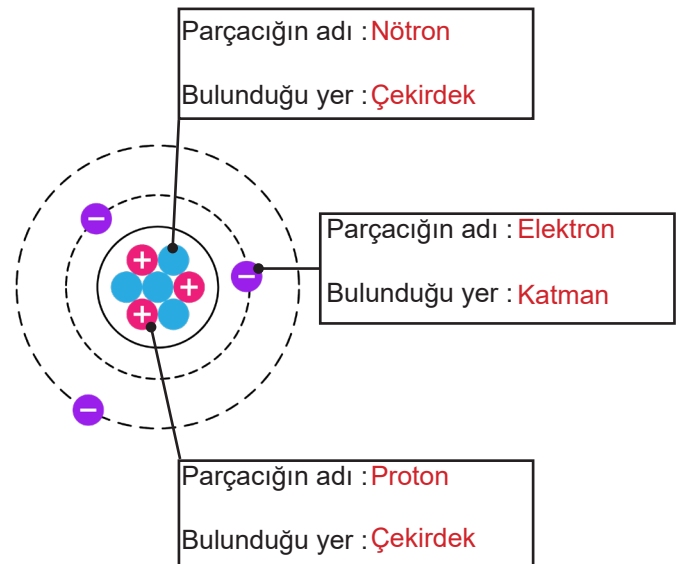 Parçacığın adı : Nötron
Bulunduğu yer : Çekirdek
Parçacığın adı : Elektron
Bulunduğu yer : Katman
− 
+
−
+
+
−
Parçacığın adı : Proton
Bulunduğu yer : Çekirdek